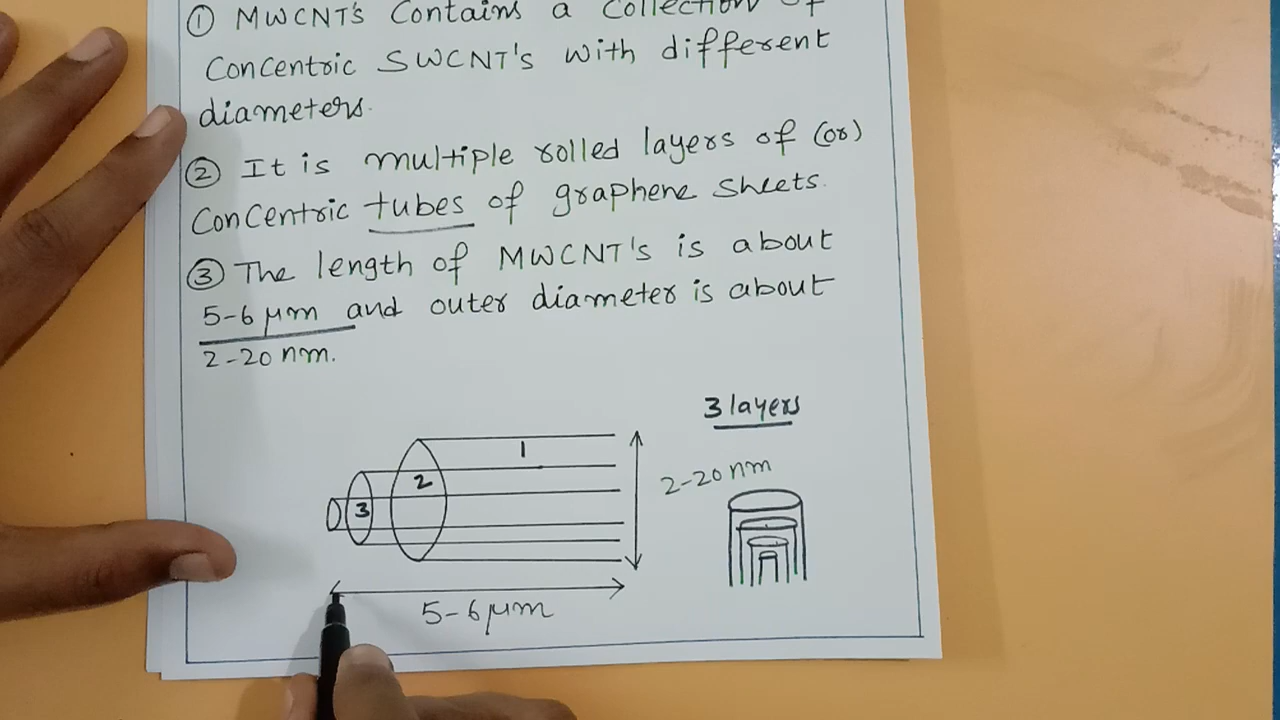 ① MWCNT's Contains a Collection of
Concentric SWCNT's with different
diameters.
② It is multiple rolled layers of (or)
Concentric tubes of graphene sheets.
③ The length of MWCNT's is about
5-6 μm and outer diameter is about
2-20 nm.
3 layers
1
2
3
2-20 nm
5-6 μm